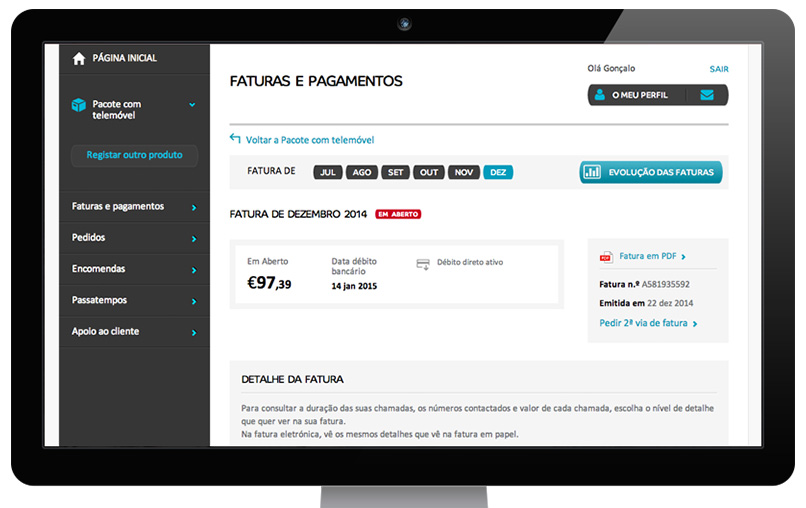 PÁGINA INICIAL
Pacote com
telemóvel
Registar outro produto
Faturas e pagamentos
Pedidos
Encomendas
Passatempos
Apoio ao cliente
FATURAS E PAGAMENTOS
Olá Gonçalo
SAIR
O MEU PERFIL
Voltar a Pacote com telemóvel
FATURA DE
JUL
AGO
SET
OUT
NOV
DEZ
EVOLUÇÃO DAS FATURAS
FATURA DE DEZEMBRO 2014
EM ABERTO
Em Aberto
€97,39
Data débito
bancário
14 jan 2015
Débito direto ativo
PDF
Fatura em PDF
Fatura n.º A581935592
Emitida em 22 dez 2014
Pedir 2ª via de fatura
DETALHE DA FATURA
Para consultar a duração das suas chamadas, os números contactados e valor de cada chamada, escolha o nível de detalhe
que quer ver na sua fatura.
Na fatura eletrónica, vê os mesmos detalhes que vê na fatura em papel.